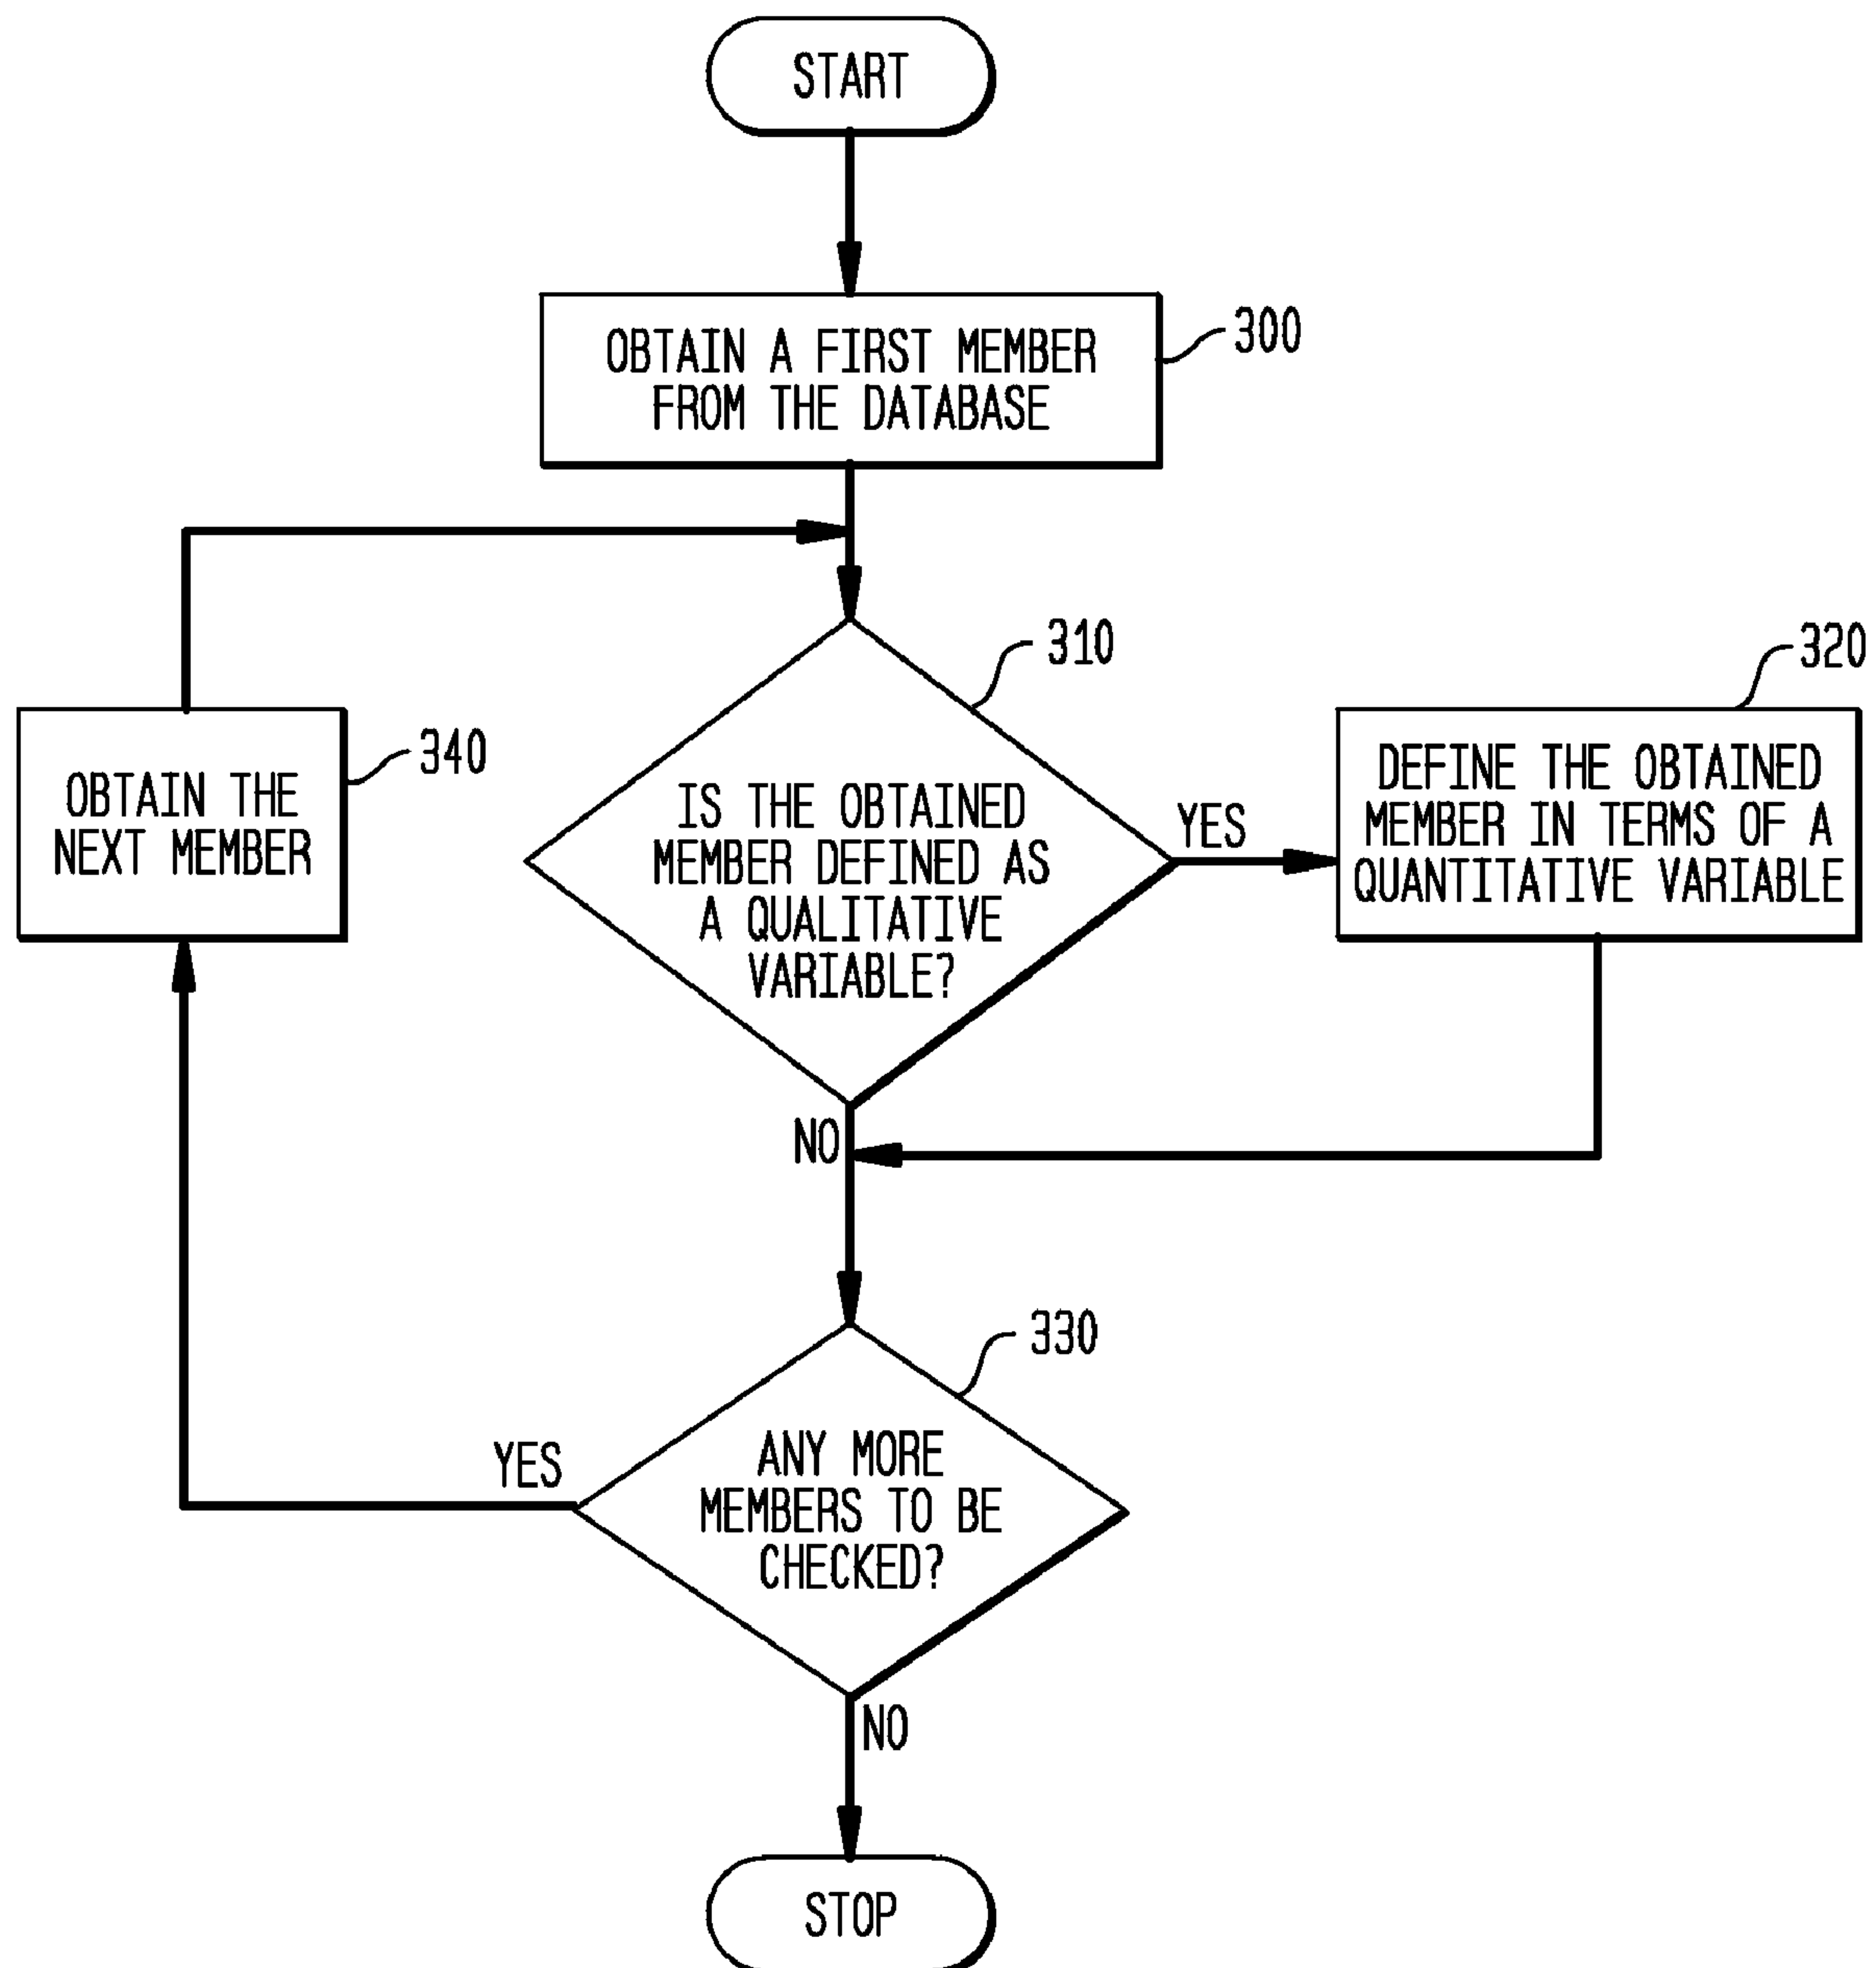 START
OBTAIN A FIRST MEMBER
FROM THE DATABASE
300
310
IS THE OBTAINED
MEMBER DEFINED AS
A QUALITATIVE
VARIABLE?
YES
320
DEFINE THE OBTAINED
MEMBER IN TERMS OF A
QUANTITATIVE VARIABLE
340
OBTAIN THE
NEXT MEMBER
NO
330
ANY MORE
MEMBERS TO BE
CHECKED?
YES
NO
STOP